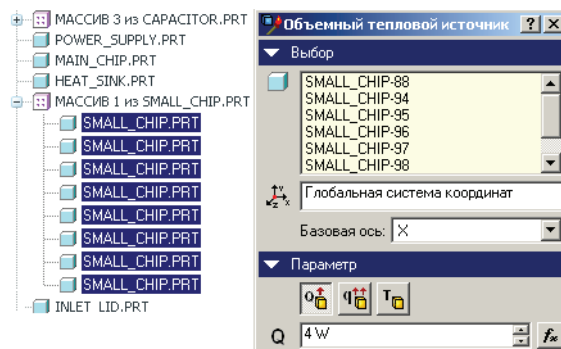 МАССИВ 3 из CAPACITOR.PRT
POWER_SUPPLY.PRT
MAIN_CHIP.PRT
HEAT_SINK.PRT
МАССИВ 1 из SMALL_CHIP.PRT
SMALL_CHIP.PRT
SMALL_CHIP.PRT
SMALL_CHIP.PRT
SMALL_CHIP.PRT
SMALL_CHIP.PRT
SMALL_CHIP.PRT
SMALL_CHIP.PRT
SMALL_CHIP.PRT
INLET_LID.PRT
Объемный тепловой источник
Выбор
SMALL_CHIP-88
SMALL_CHIP-94
SMALL_CHIP-95
SMALL_CHIP-96
SMALL_CHIP-97
SMALL_CHIP-98
Глобальная система координат
Базовая ось: X
Параметр
Q 4 W